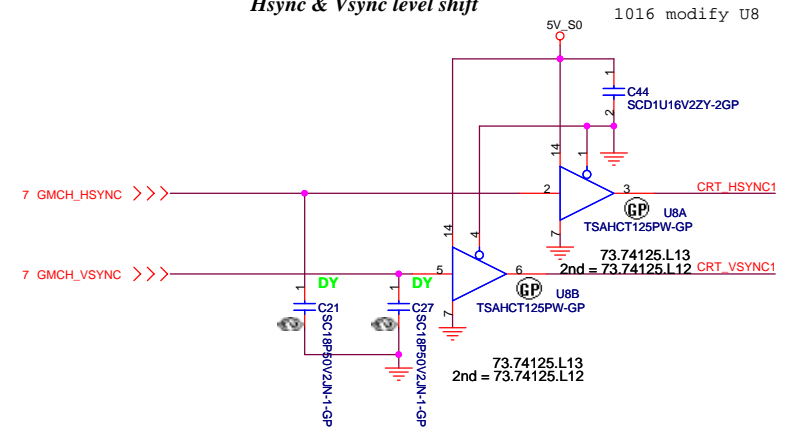 Hsync & Vsync level shift
1016 modify U8
5V_S0
1
C44
SCD1U16V2ZY-2GP
2
14
1
7 GMCH_HSYNC
2
3
CRT_HSYNC1
GP
U8A
TSAHCT125PW-GP
7
14
4
73.74125.L13
2nd = 73.74125.L12
CRT_VSYNC1
7 GMCH_VSYNC
5
6
DY
DY
GP
U8B
TSAHCT125PW-GP
1
C21
SC18P50V2JN-1-GP
2
1
C27
SC18P50V2JN-1-GP
2
7
73.74125.L13
2nd = 73.74125.L12